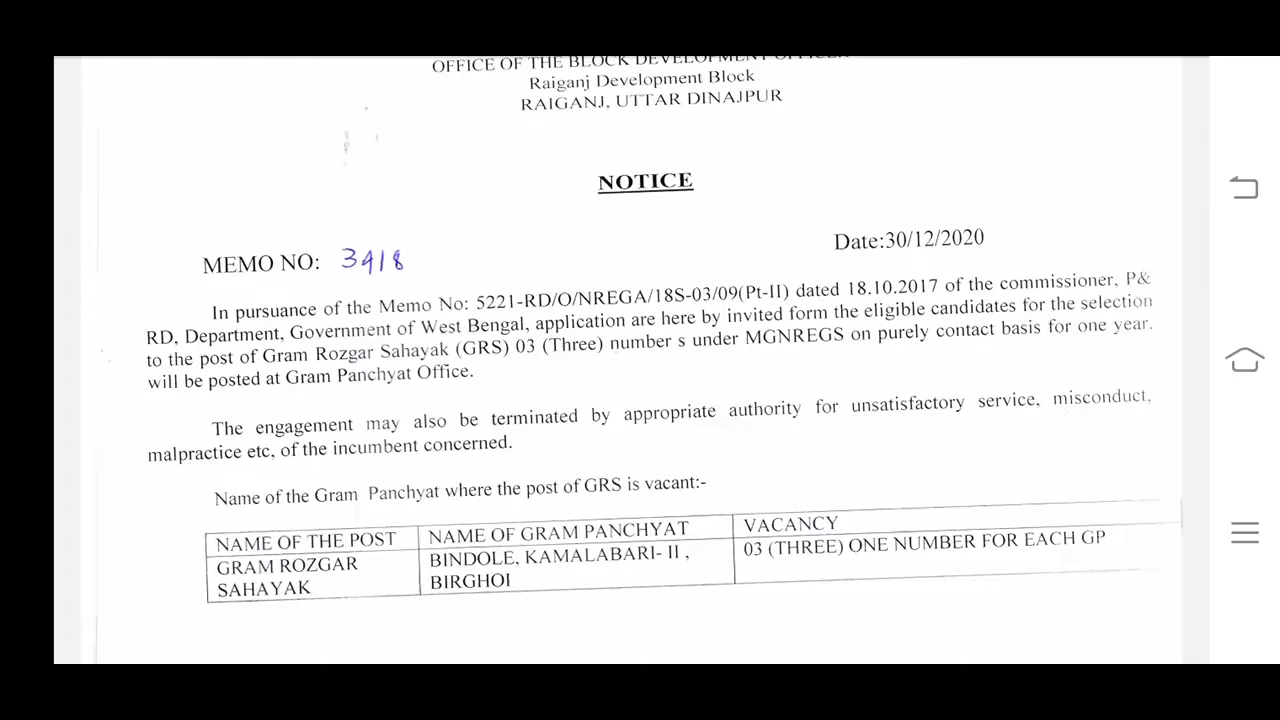 OFFICE OF THE BLOCK DEVELOPMENT OFFICER
Raiganj Development Block
RAIGANJ, UTTAR DINAJPUR
NOTICE
MEMO NO: 3418
Date:30/12/2020
In pursuance of the Memo No: 5221-RD/O/NREGA/18S-03/09(Pt-II) dated 18.10.2017 of the commissioner, P&
RD, Department, Government of West Bengal, application are here by invited form the eligible candidates for the selection
to the post of Gram Rozgar Sahayak (GRS) 03 (Three) number s under MGNREGS on purely contact basis for one year.
will be posted at Gram Panchyat Office.
The engagement may also be terminated by appropriate authority for unsatisfactory service, misconduct,
malpractice etc, of the incumbent concerned.
Name of the Gram Panchyat where the post of GRS is vacant:-
NAME OF THE POST NAME OF GRAM PANCHYAT VACANCY
GRAM ROZGAR BINDOLE, KAMALABARI- II , 03 (THREE) ONE NUMBER FOR EACH GP
SAHAYAK BIRGHOI